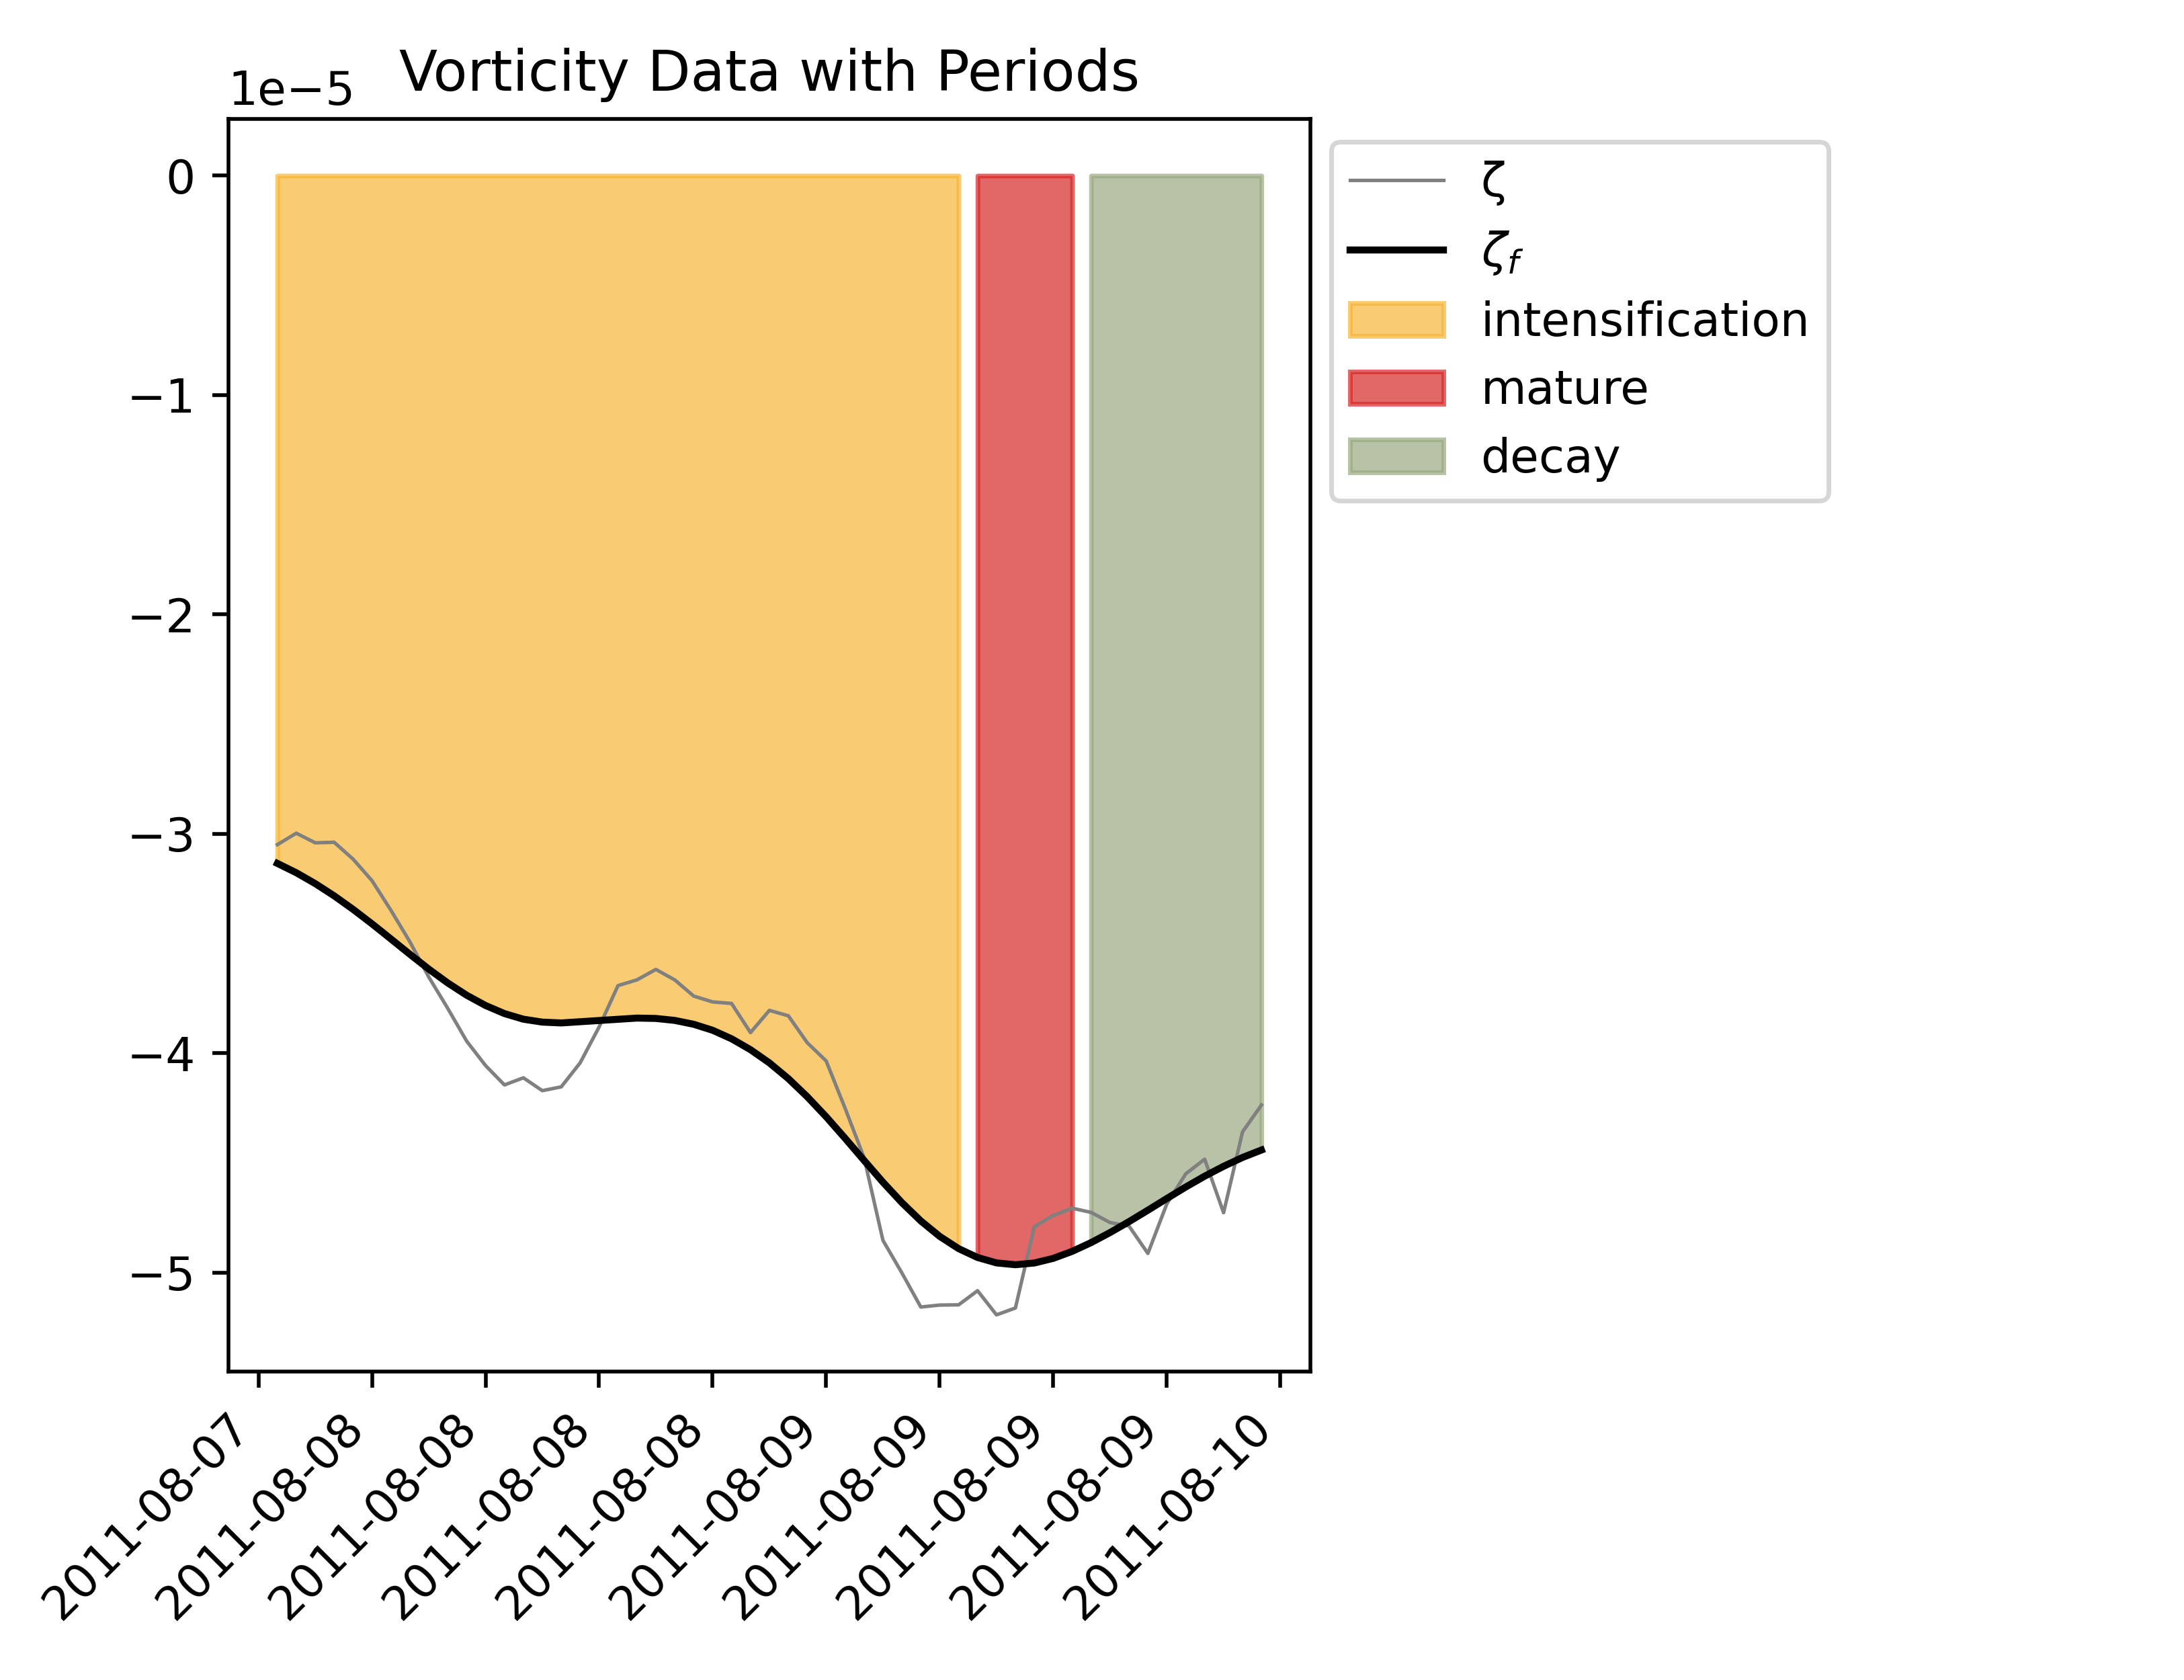 Vorticity Data with Periods
1e−5
0
−1
−2
−3
−4
−5
2011-08-07
2011-08-08
2011-08-08
2011-08-08
2011-08-08
2011-08-09
2011-08-09
2011-08-09
2011-08-09
2011-08-10
ζ
ζf
intensification
mature
decay